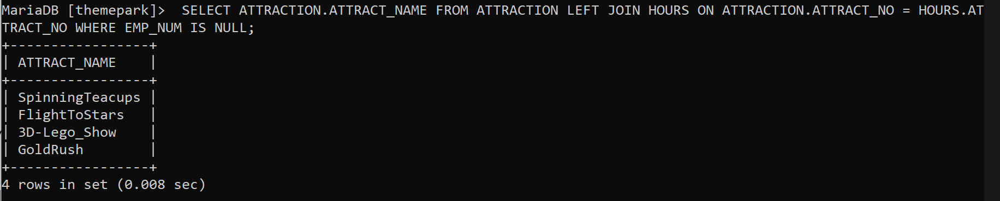 MariaDB [themepark]>  SELECT ATTRACTION.ATTRACT_NAME FROM ATTRACTION LEFT JOIN HOURS ON ATTRACTION.ATTRACT_NO = HOURS.AT
TRACT_NO WHERE EMP_NUM IS NULL;
+-----------------+
| ATTRACT_NAME    |
+-----------------+
| SpinningTeacups |
| FlightToStars   |
| 3D-Lego_Show    |
| GoldRush        |
+-----------------+
4 rows in set (0.008 sec)